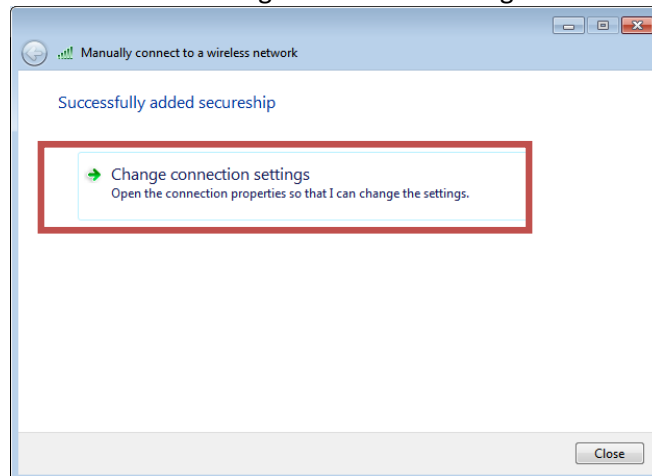 Manually connect to a wireless network
Successfully added secureship
Change connection settings
Open the connection properties so that I can change the settings.
Close